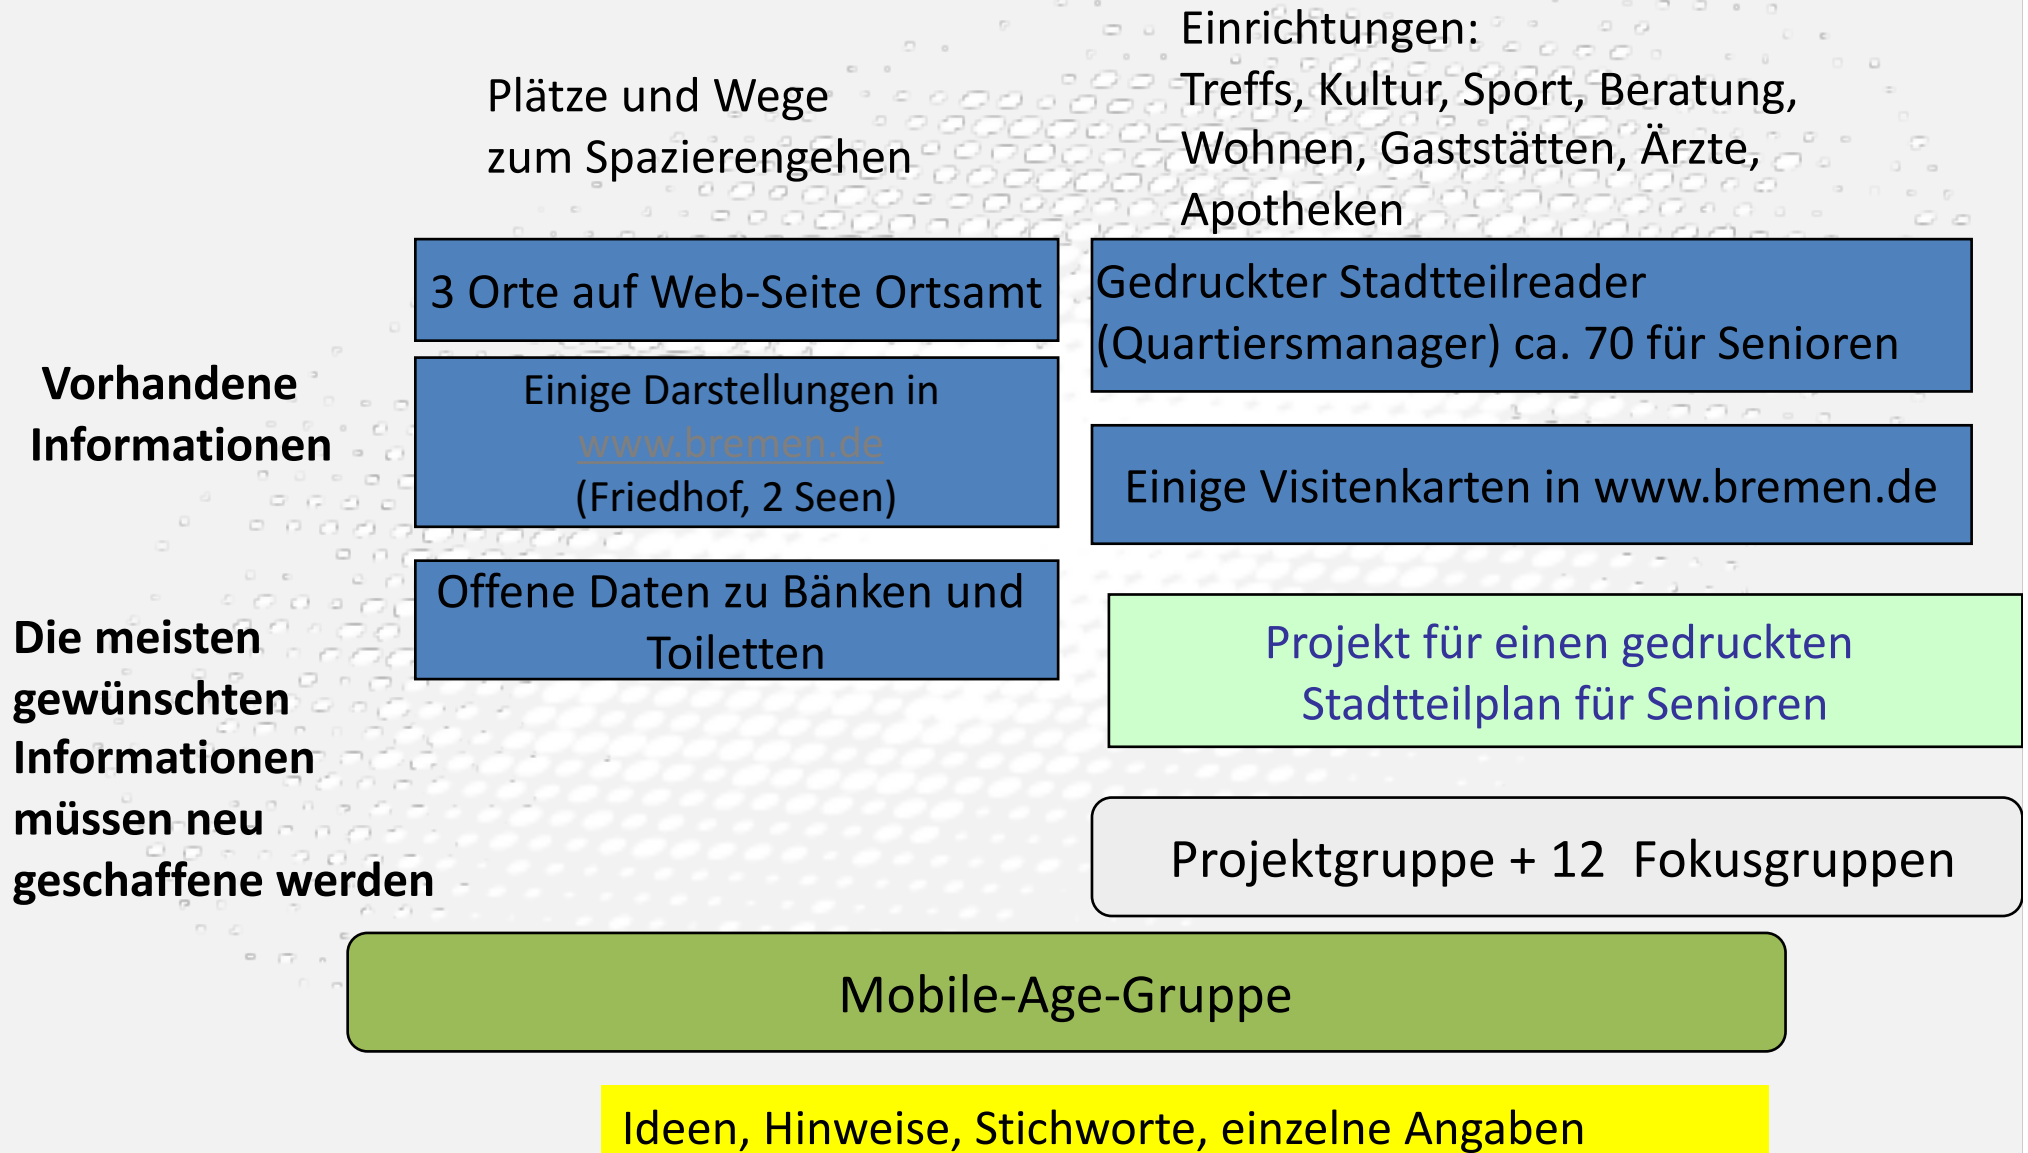 Plätze und Wege
zum Spazierengehen
Einrichtungen:
Treffs, Kultur, Sport, Beratung,
Wohnen, Gaststätten, Ärzte,
Apotheken
Vorhandene
Informationen
3 Orte auf Web-Seite Ortsamt
Einige Darstellungen in
www.bremen.de
(Friedhof, 2 Seen)
Offene Daten zu Bänken und
Toiletten
Gedruckter Stadtteilreader
(Quartiersmanager) ca. 70 für Senioren
Einige Visitenkarten in www.bremen.de
Die meisten
gewünschten
Informationen
müssen neu
geschaffene werden
Projekt für einen gedruckten
Stadtteilplan für Senioren
Projektgruppe + 12 Fokusgruppen
Mobile-Age-Gruppe
Ideen, Hinweise, Stichworte, einzelne Angaben